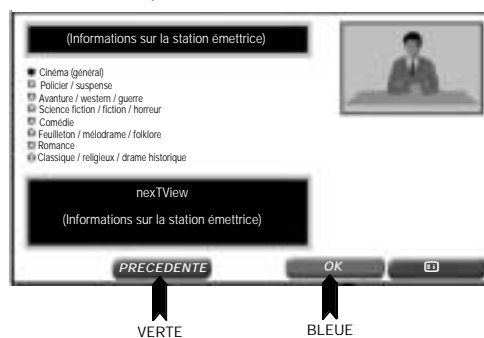 (Informations sur la station émettrice)
Cinéma (général)
Policier / suspense
Avanture / western / guerre
Science fiction / fiction / horreur
Comédie
Feuilleton / mélodrame / folklore
Romance
Classique / religieux / drame historique
nexTView
(Informations sur la station émettrice)
PRECEDENTE OK
VERTE BLEUE